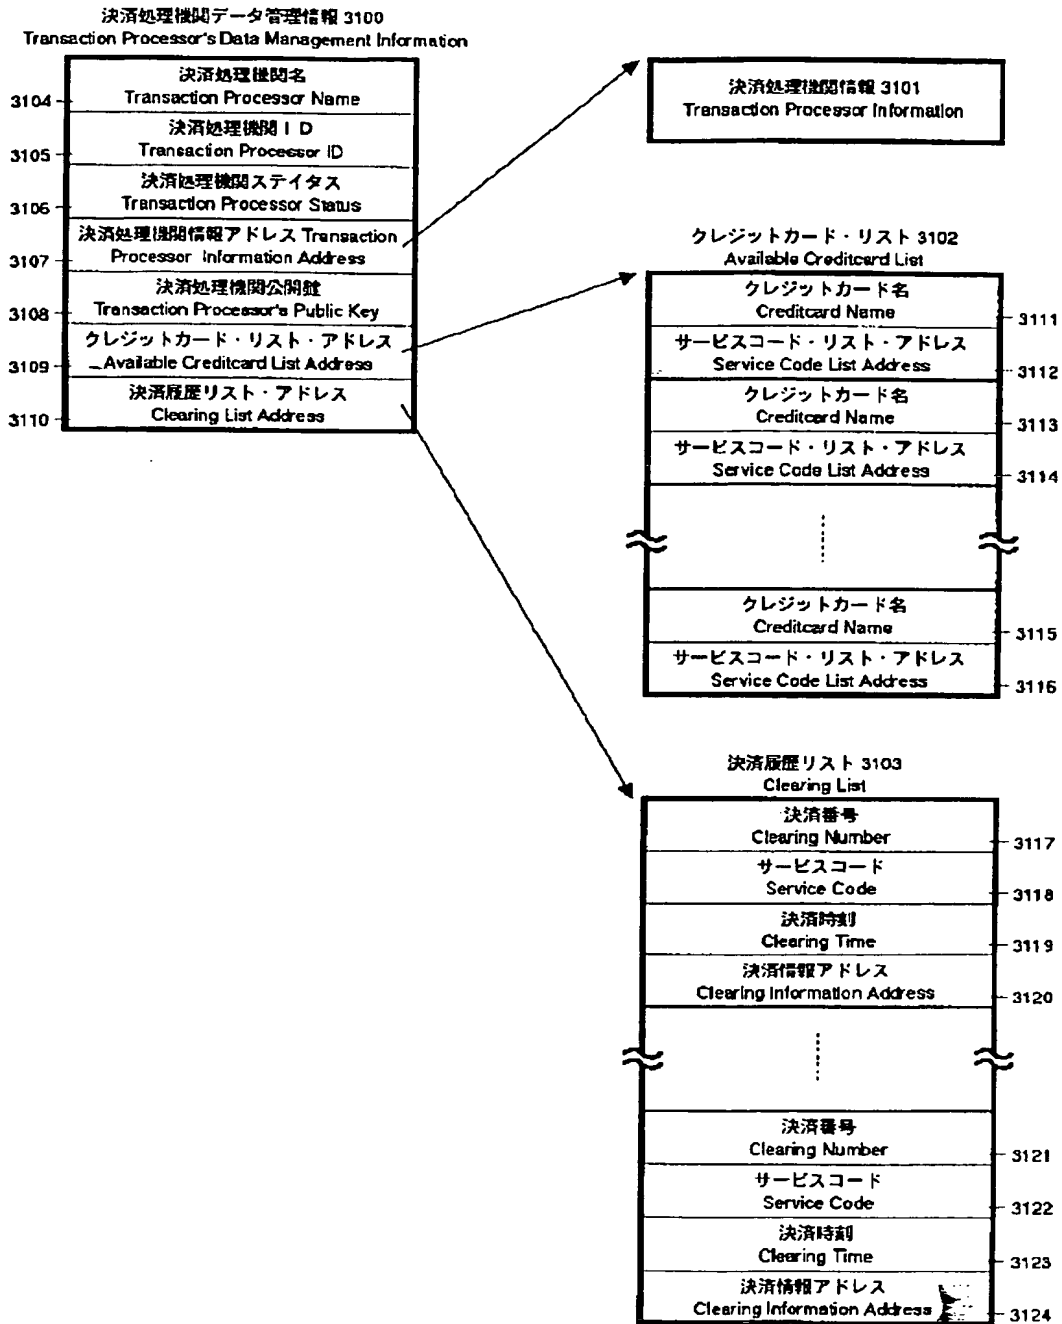 決済処理機関データ管理情報 3100
Transaction Processor's Data Management Information
決済処理機関名
Transaction Processor Name
3104
決済処理機関ID
Transaction Processor ID
3105
決済処理機関ステイタス
Transaction Processor Status
3106
決済処理機関情報アドレス Transaction
Processor Information Address
3107
決済処理機関公開鍵
Transaction Processor's Public Key
3108
クレジットカード・リスト・アドレス
Available Creditcard List Address
3109
決済履歴リスト・アドレス
Clearing List Address
3110
決済処理機関情報 3101
Transaction Processor Information
クレジットカード・リスト 3102
Available Creditcard List
クレジットカード名
Creditcard Name
3111
サービスコード・リスト・アドレス
Service Code List Address
3112
クレジットカード名
Creditcard Name
3113
サービスコード・リスト・アドレス
Service Code List Address
3114
クレジットカード名
Creditcard Name
3115
サービスコード・リスト・アドレス
Service Code List Address
3116
決済履歴リスト 3103
Clearing List
決済番号
Clearing Number
3117
サービスコード
Service Code
3118
決済時刻
Clearing Time
3119
決済情報アドレス
Clearing Information Address
3120
決済番号
Clearing Number
3121
サービスコード
Service Code
3122
決済時刻
Clearing Time
3123
決済情報アドレス
Clearing Information Address
3124